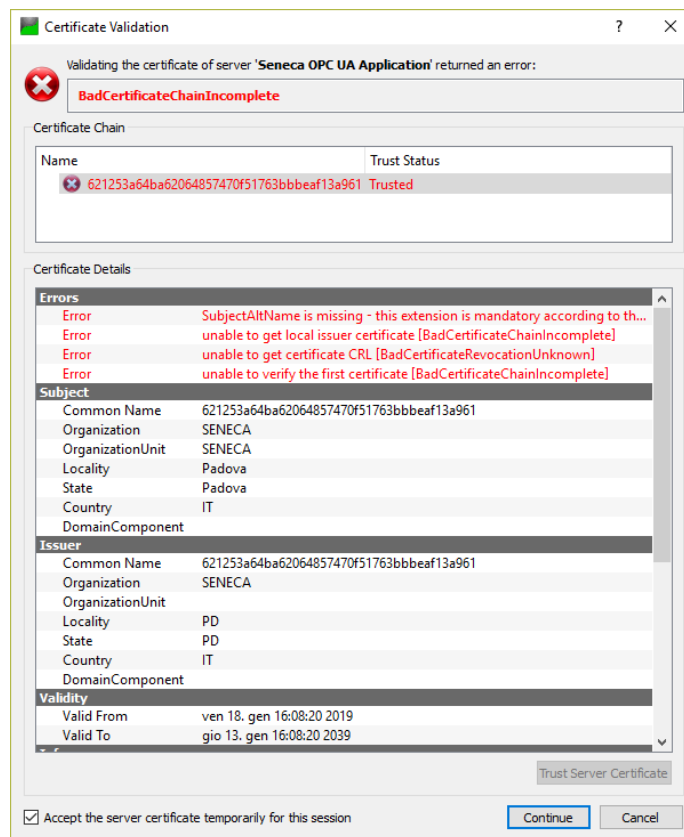 Certificate Validation
?
Validating the certificate of server 'Seneca OPC UA Application' returned an error:
BadCertificateChainIncomplete
Certificate Chain
Name Trust Status
621253a64ba62064857470f51763bbbeaf13a961 Trusted
Certificate Details
Errors
Error SubjectAltName is missing - this extension is mandatory according to th...
Error unable to get local issuer certificate [BadCertificateChainIncomplete]
Error unable to get certificate CRL [BadCertificateRevocationUnknown]
Error unable to verify the first certificate [BadCertificateChainIncomplete]
Subject
Common Name 621253a64ba62064857470f51763bbbeaf13a961
Organization SENECA
OrganizationUnit SENECA
Locality Padova
State Padova
Country IT
DomainComponent
Issuer
Common Name 621253a64ba62064857470f51763bbbeaf13a961
Organization SENECA
OrganizationUnit
Locality PD
State PD
Country IT
DomainComponent
Validity
Valid From ven 18. gen 16:08:20 2019
Valid To gio 13. gen 16:08:20 2039
Trust Server Certificate
Accept the server certificate temporarily for this session
Continue
Cancel